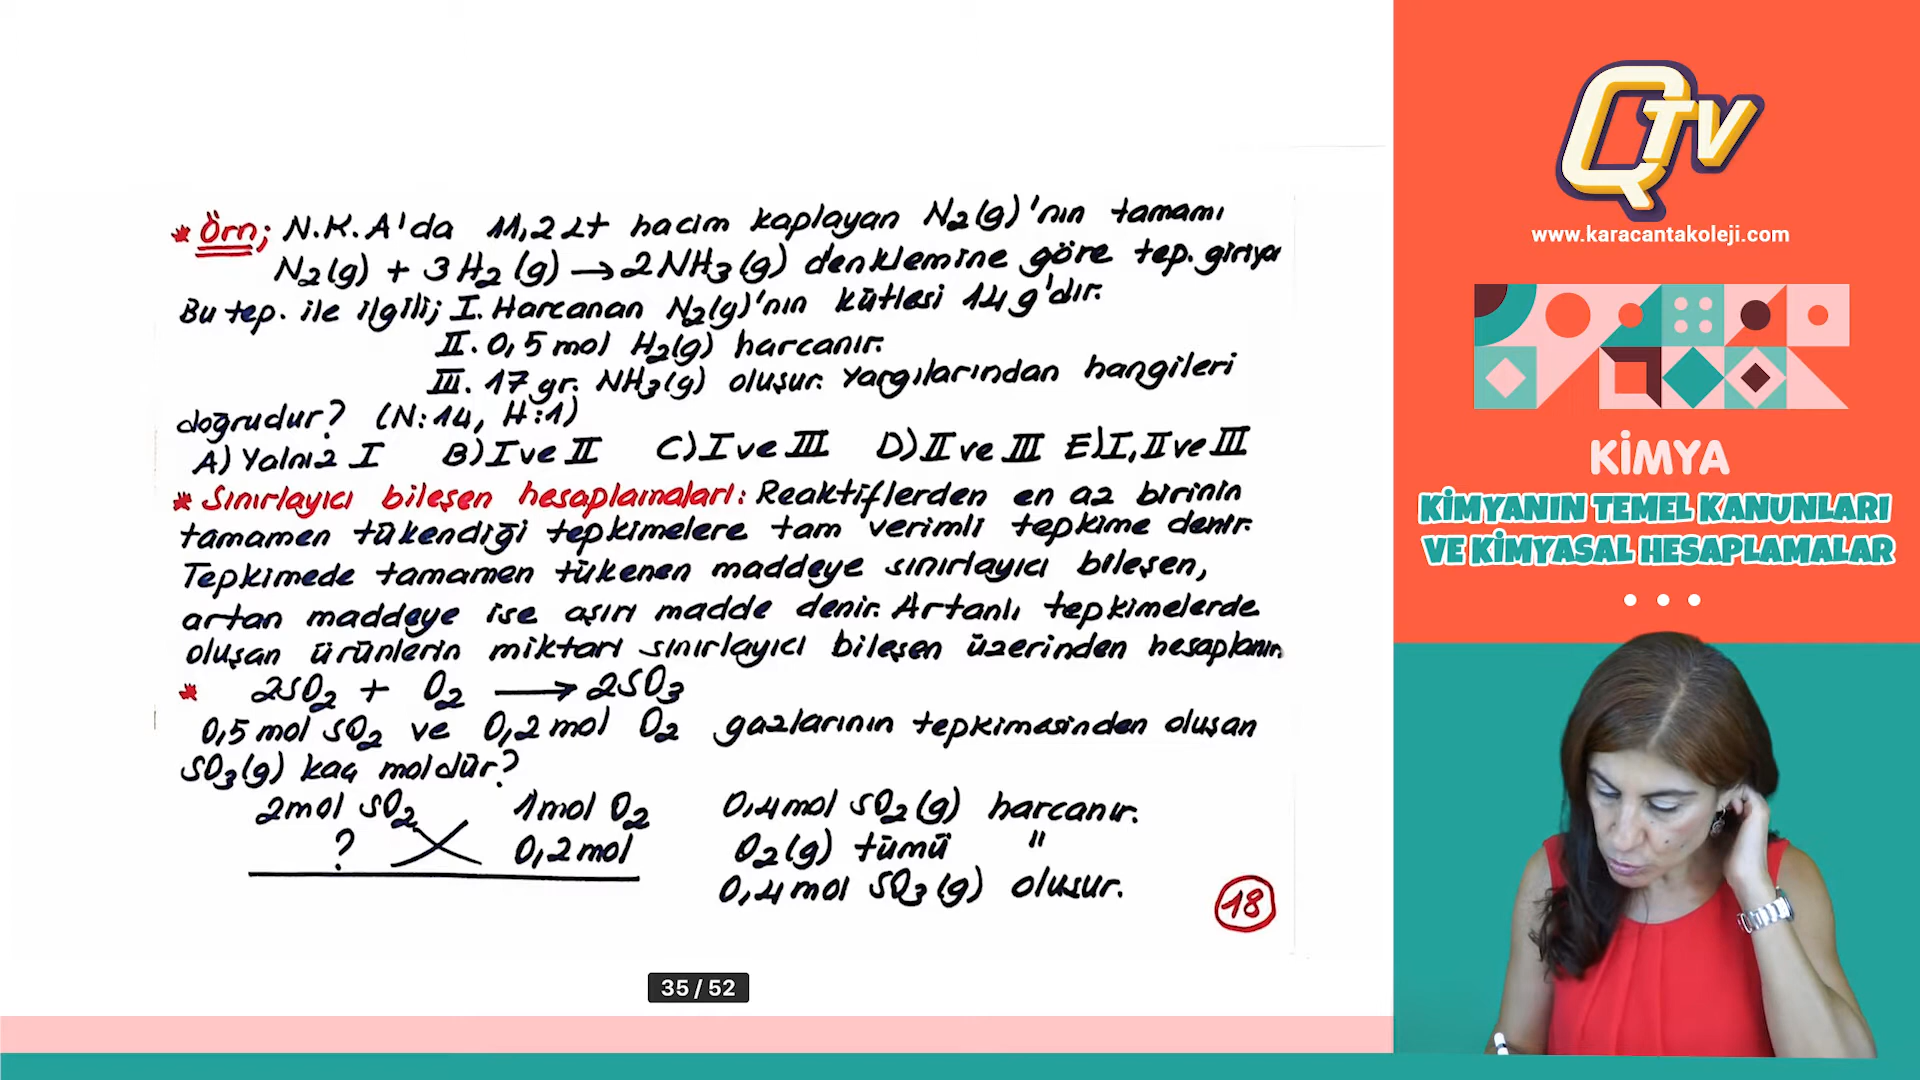 * Örn; N.K.A'da 11,2 Lt hacim kaplayan N₂(g)'nın tamamı
N₂(g) + 3H₂(g) → 2NH₃(g) denklemine göre tep. giriyor
Bu tep. ile ilgili; I. Harcanan N₂(g)'nın kütlesi 14 g'dır.
II. 0,5 mol H₂(g) harcanır.
III. 17 gr. NH₃(g) oluşur. Yargılarından hangileri
doğrudur? (N:14, H:1)
A) Yalnız I B) I ve II C) I ve III D) II ve III E) I, II ve III
* Sınırlayıcı bileşen hesaplamaları: Reaktiflerden en az birinin
tamamen tükendiği tepkimelere tam verimli tepkime denir.
Tepkimede tamamen tükenen maddeye sınırlayıcı bileşen,
artan maddeye ise aşırı madde denir. Artanlı tepkimelerde
oluşan ürünlerin miktarı sınırlayıcı bileşen üzerinden hesaplanır.
* 2SO₂ + O₂ → 2SO₃
0,5 mol SO₂ ve 0,2 mol O₂ gazlarının tepkimesinden oluşan
SO₃(g) kaç moldür?
2mol SO₂ 1mol O₂ 0,4mol SO₂(g) harcanır.
? 0,2mol O₂(g) tümü "
0,4mol SO₃(g) oluşur.
18
35 / 52
QTV
www.karacantakoleji.com
KİMYA
KİMYANIN TEMEL KANUNLARI
VE KİMYASAL HESAPLAMALAR